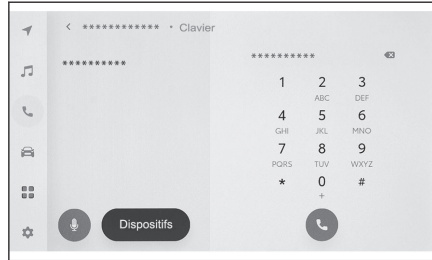 < ************ • Clavier
**********
**********
1 2 3
ABC DEF
4 5 6
GHI JKL MNO
7 8 9
PQRS TUV WXYZ
* 0 #
+
Dispositifs